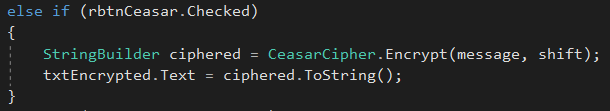 else if (rbtnCeasar.Checked)
{
StringBuilder ciphered = CeasarCipher.Encrypt(message, shift);
txtEncrypted.Text = ciphered.ToString();
}